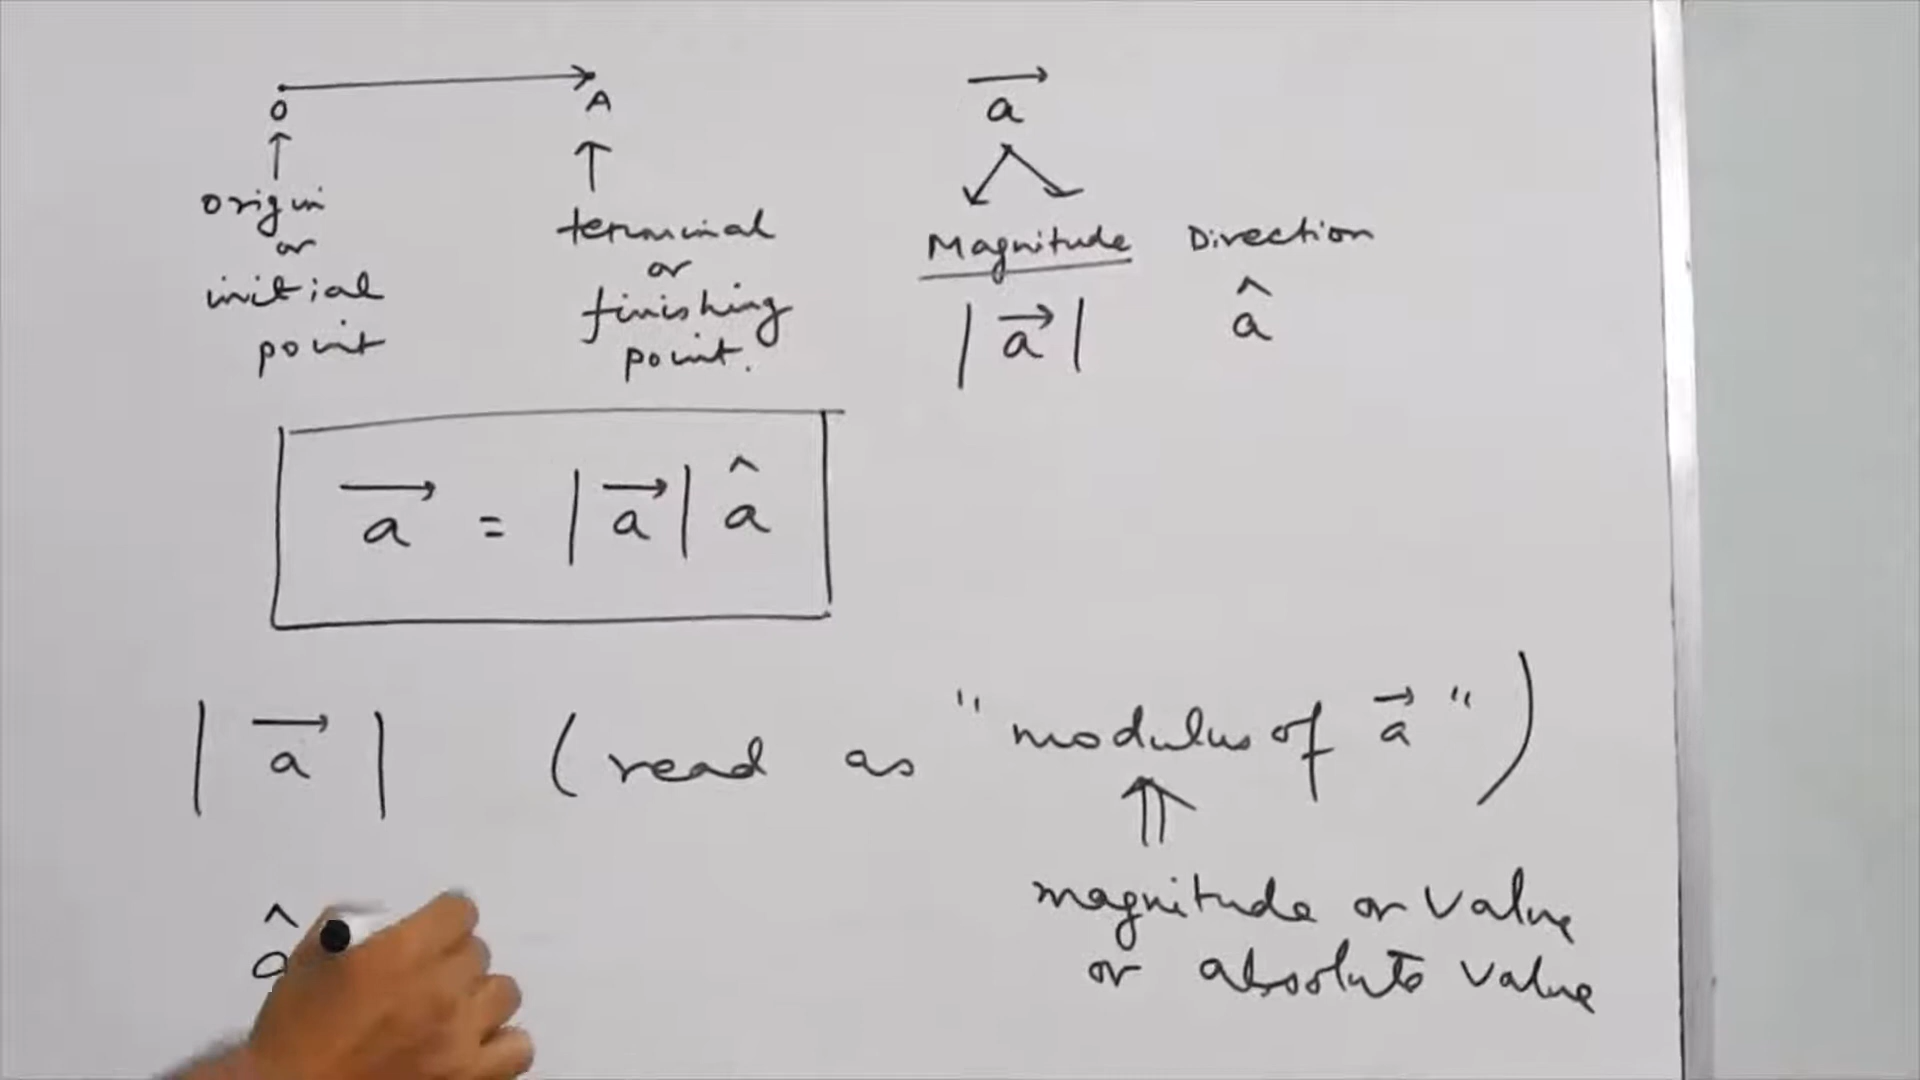 O A
origin
or
initial
point
terminal
or
finishing
point.
→a
Magnitude Direction
|→a| â
→a = |→a| â
|→a| (read as "modulus of →a")
magnitude or value
or absolute value
â